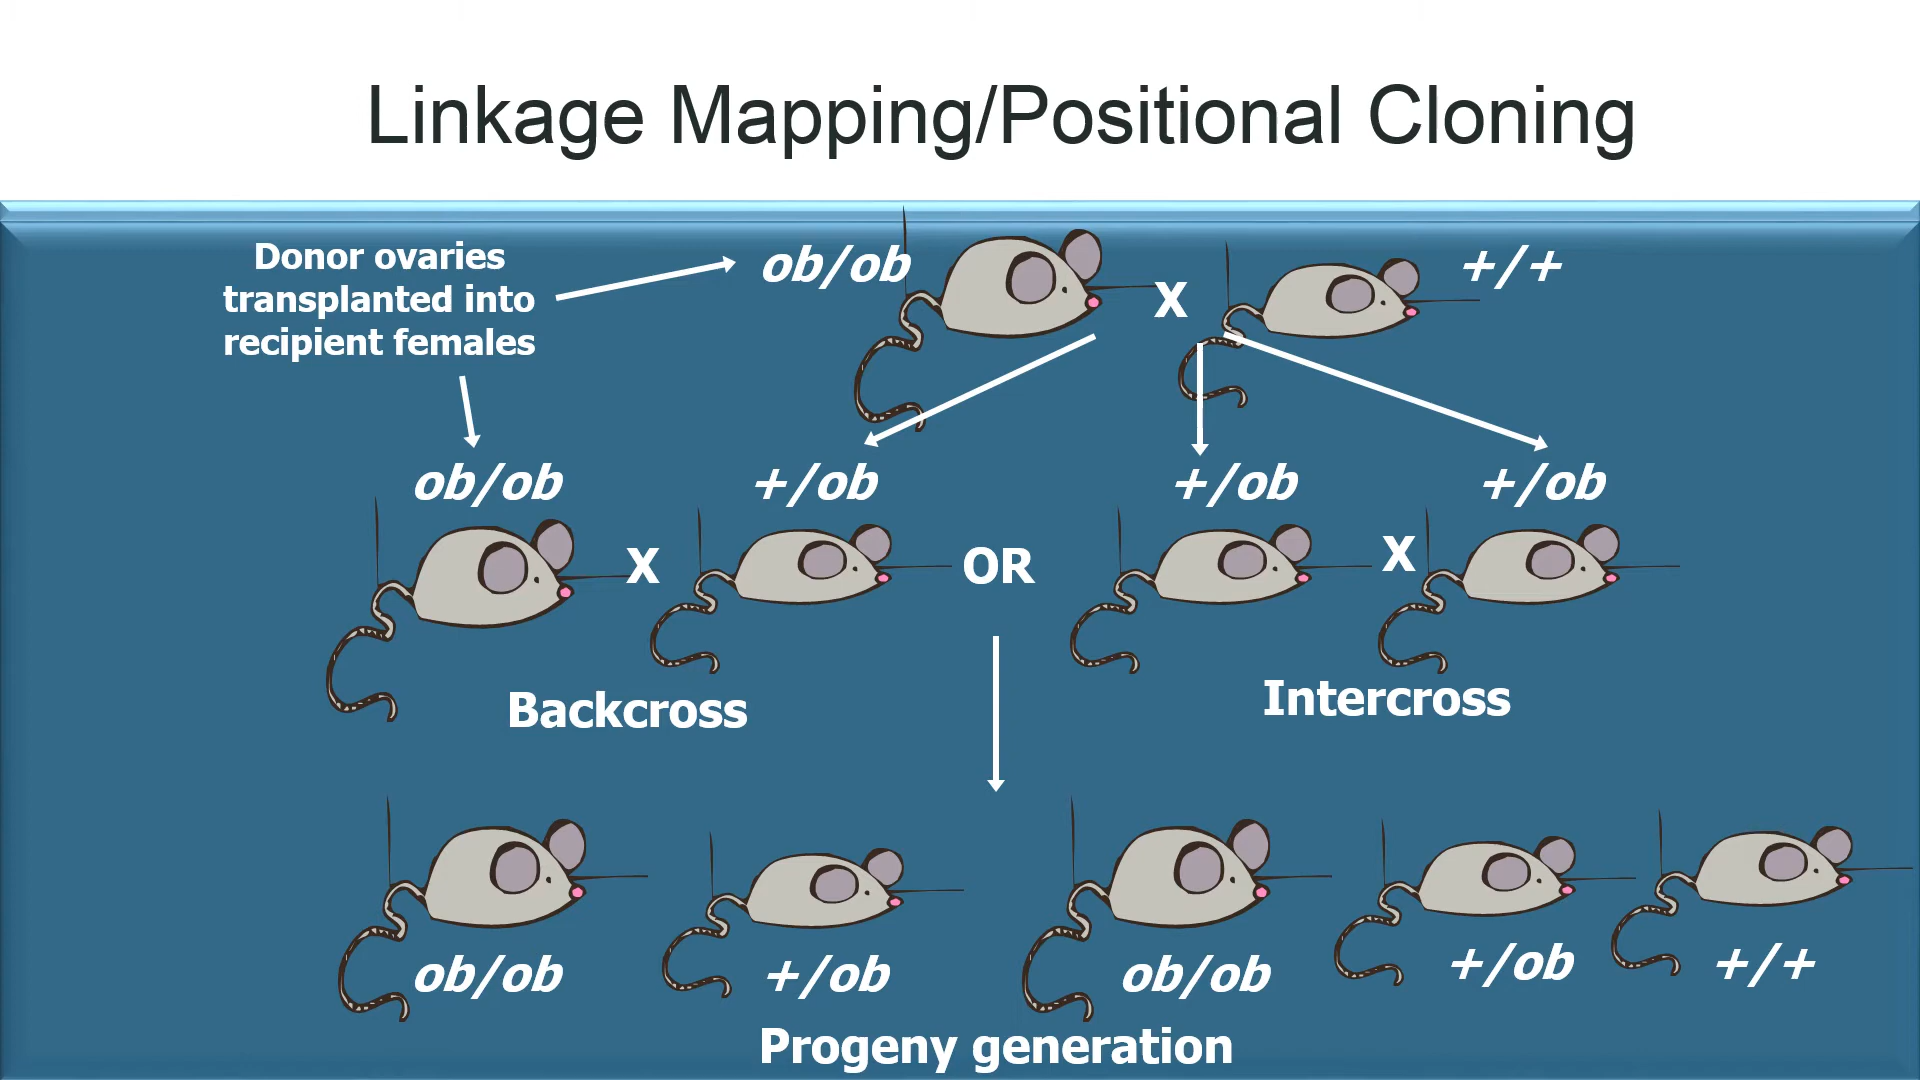 Linkage Mapping/Positional Cloning
Donor ovaries
transplanted into
recipient females
ob/ob
X
+/+
ob/ob
X
+/ob
OR
+/ob
X
+/ob
Backcross
Intercross
ob/ob
+/ob
ob/ob
+/ob
+/+
Progeny generation